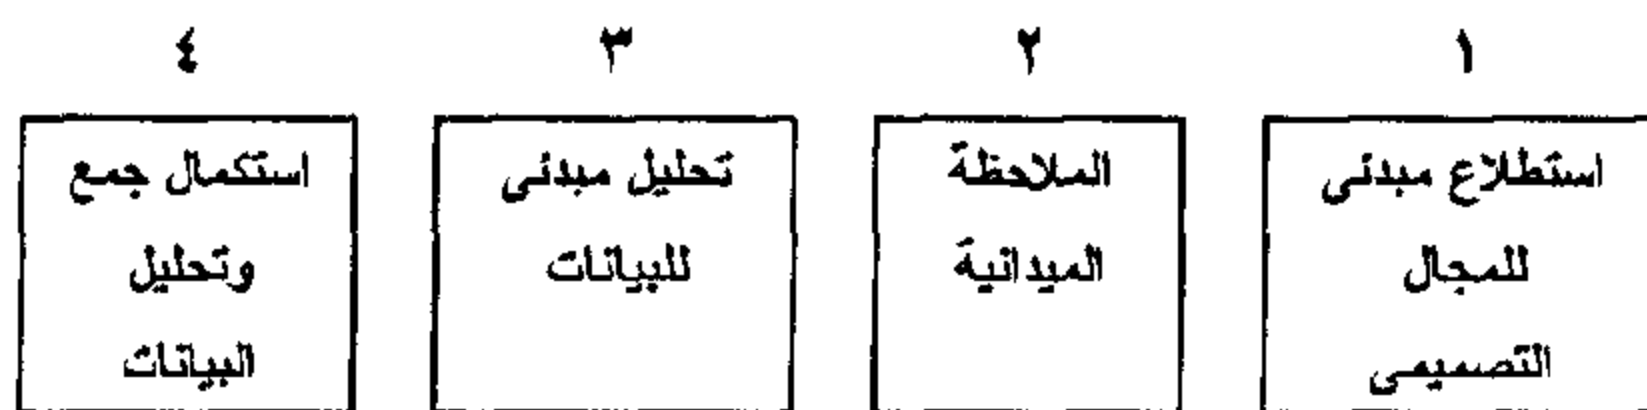 ١
استطلاع مبدئى
للمجال
التصميمى
٢
الملاحظة
الميدانية
٣
تحليل مبدئى
للبيانات
٤
استكمال جمع
وتحليل
البيانات